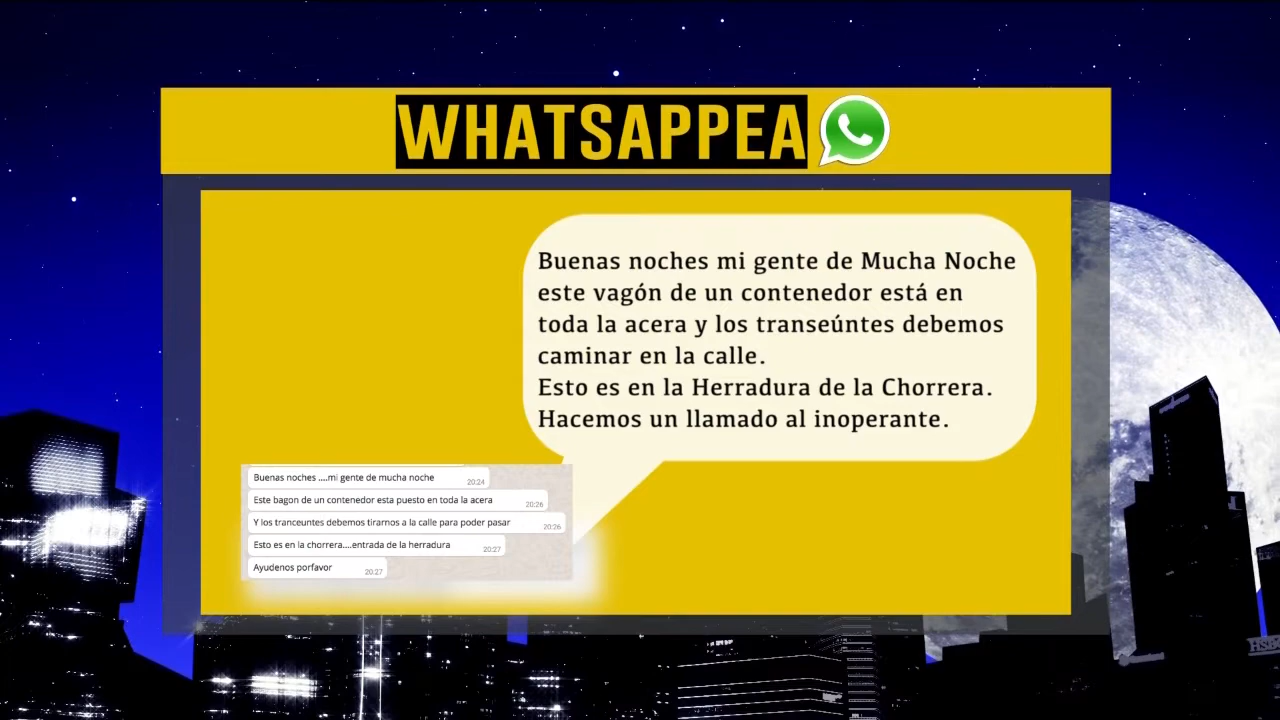 WHATSAPPEA
Buenas noches mi gente de Mucha Noche
este vagón de un contenedor está en
toda la acera y los transeúntes debemos
caminar en la calle.
Esto es en la Herradura de la Chorrera.
Hacemos un llamado al inoperante.
Buenas noches ....mi gente de mucha noche 20:24
Este bagon de un contenedor esta puesto en toda la acera 20:26
Y los tranceuntes debemos tirarnos a la calle para poder pasar 20:26
Esto es en la chorrera....entrada de la herradura 20:27
Ayudenos porfavor 20:27
HSBC